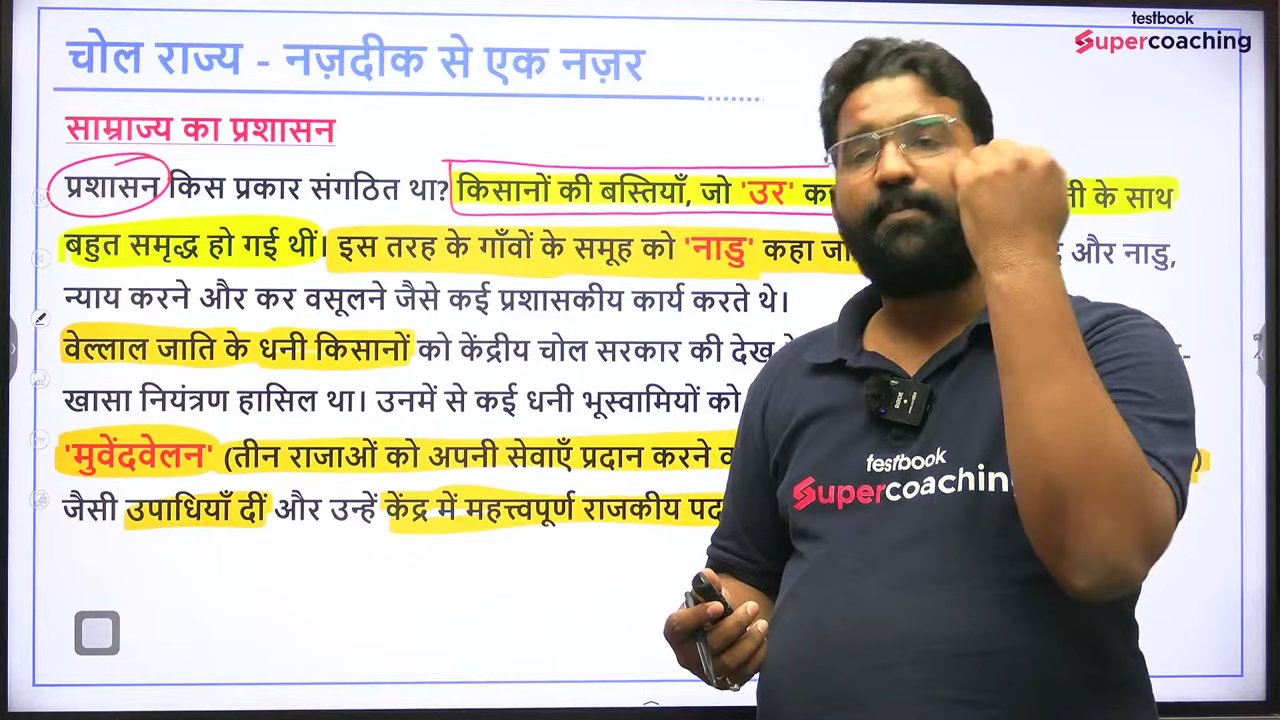 testbook
Supercoaching
चोल राज्य - नज़दीक से एक नज़र
साम्राज्य का प्रशासन
प्रशासन किस प्रकार संगठित था? किसानों की बस्तियाँ, जो 'उर' के साथ
बहुत समृद्ध हो गई थीं। इस तरह के गाँवों के समूह को 'नाडु' कहा और नाडु,
न्याय करने और कर वसूलने जैसे कई प्रशासकीय कार्य करते थे।
वेल्लाल जाति के धनी किसानों को केंद्रीय चोल सरकार की देख
खासा नियंत्रण हासिल था। उनमें से कई धनी भूस्वामियों को
'मुवेंदवेलन' (तीन राजाओं को अपनी सेवाएँ प्रदान करने
जैसी उपाधियाँ दीं और उन्हें केंद्र में महत्त्वपूर्ण राजकीय पद
testbook
Supercoaching